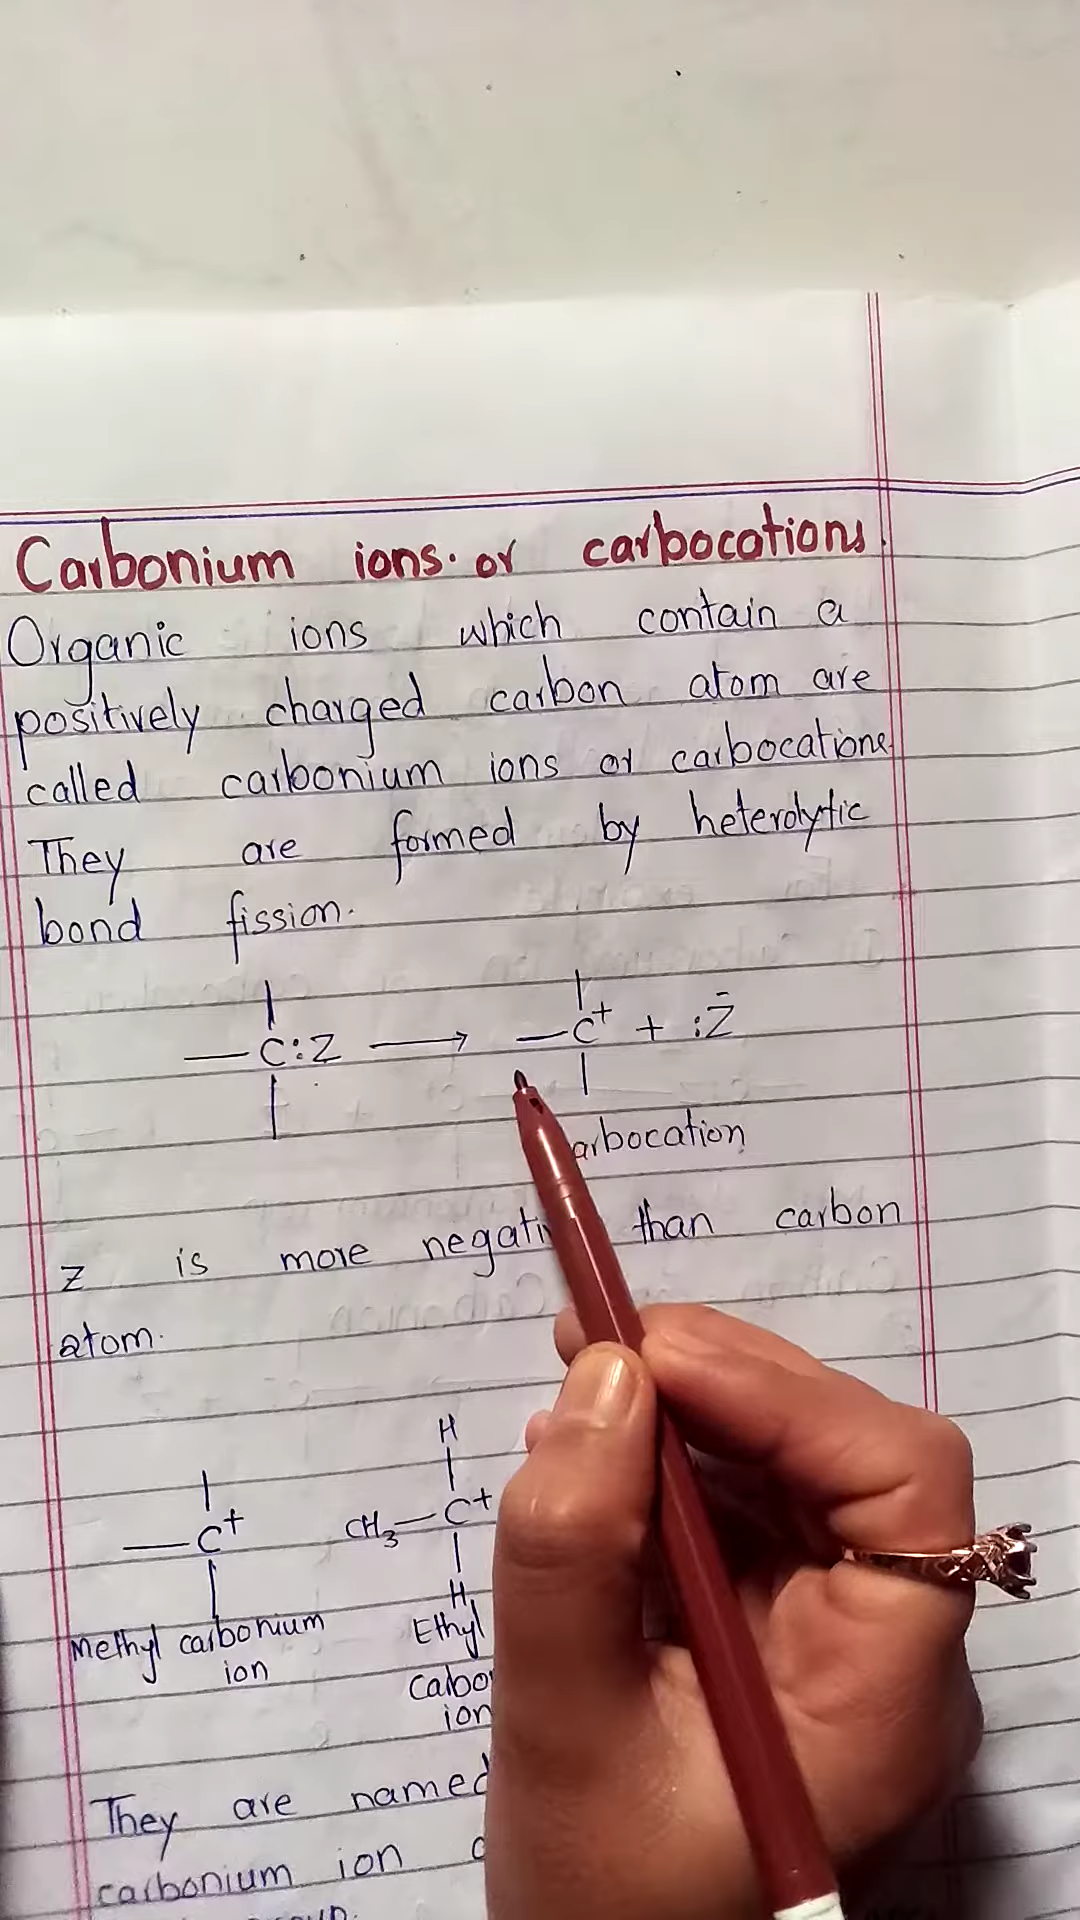 Carbonium ions. or carbocations.
Organic ions which contain a
positively charged carbon atom are
called carbonium ions or carbocations
They are formed by heterolytic
bond fission.
—C:Z → —C⁺ + :Z̄
arbocation
Z is more negati than carbon
atom.
H
—C⁺ CH₃—C⁺
H
Methyl carbonium Ethyl
ion carbo
ion
They are named
carbonium ion